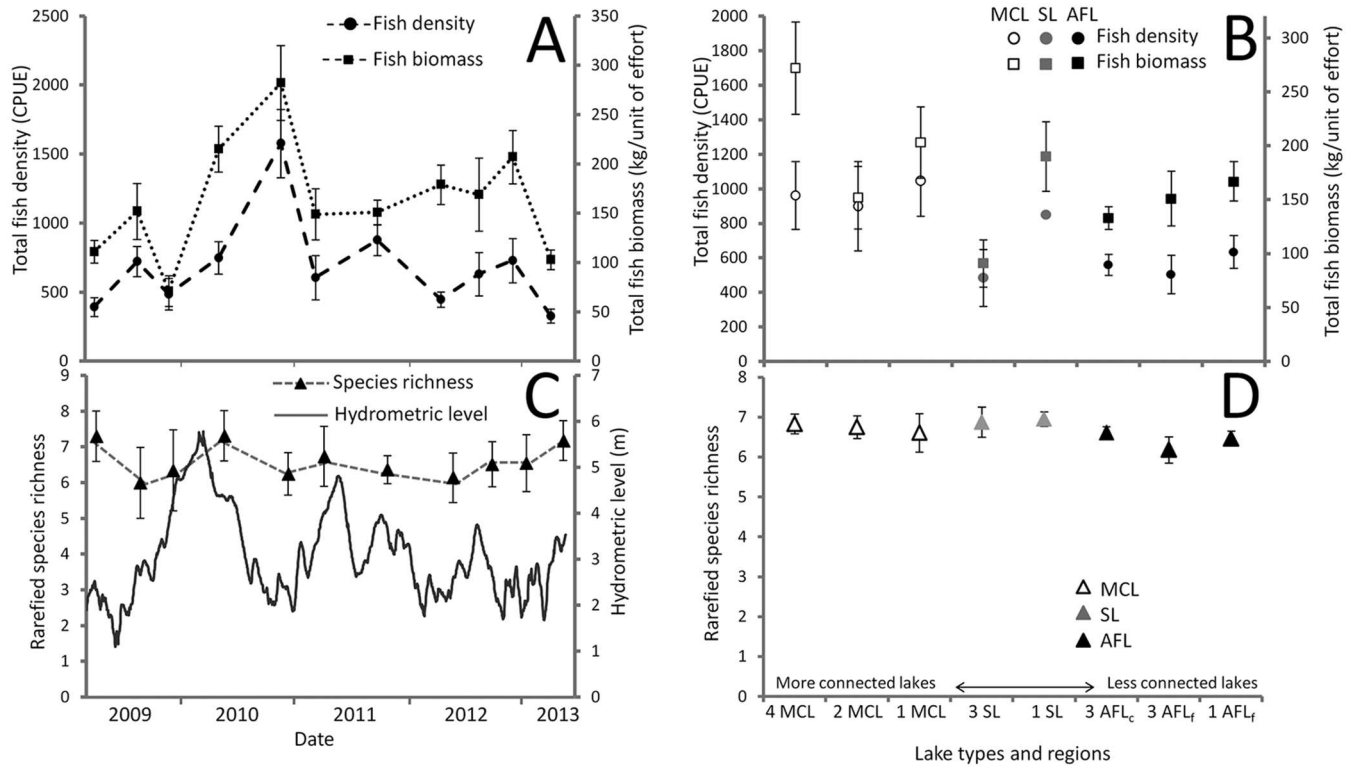 A
Fish density
Fish biomass
Total fish density (CPUE)
2500
2000
1500
1000
500
0
Total fish biomass (kg/unit of effort)
350
300
250
200
150
100
50
0
B
MCL SL AFL
Fish density
Fish biomass
Total fish density (CPUE)
2000
1800
1600
1400
1200
1000
800
600
400
200
0
Total fish biomass (kg/unit of effort)
300
250
200
150
100
50
0
C
Species richness
Hydrometric level
Rarefied species richness
9
8
7
6
5
4
3
2
1
0
Hydrometric level (m)
7
6
5
4
3
2
1
0
2009 2010 2011 2012 2013
Date
D
Rarefied species richness
8
7
6
5
4
3
2
1
0
MCL
SL
AFL
More connected lakes Less connected lakes
4 MCL 2 MCL 1 MCL 3 SL 1 SL 3 AFLc 3 AFLf 1 AFLf
Lake types and regions